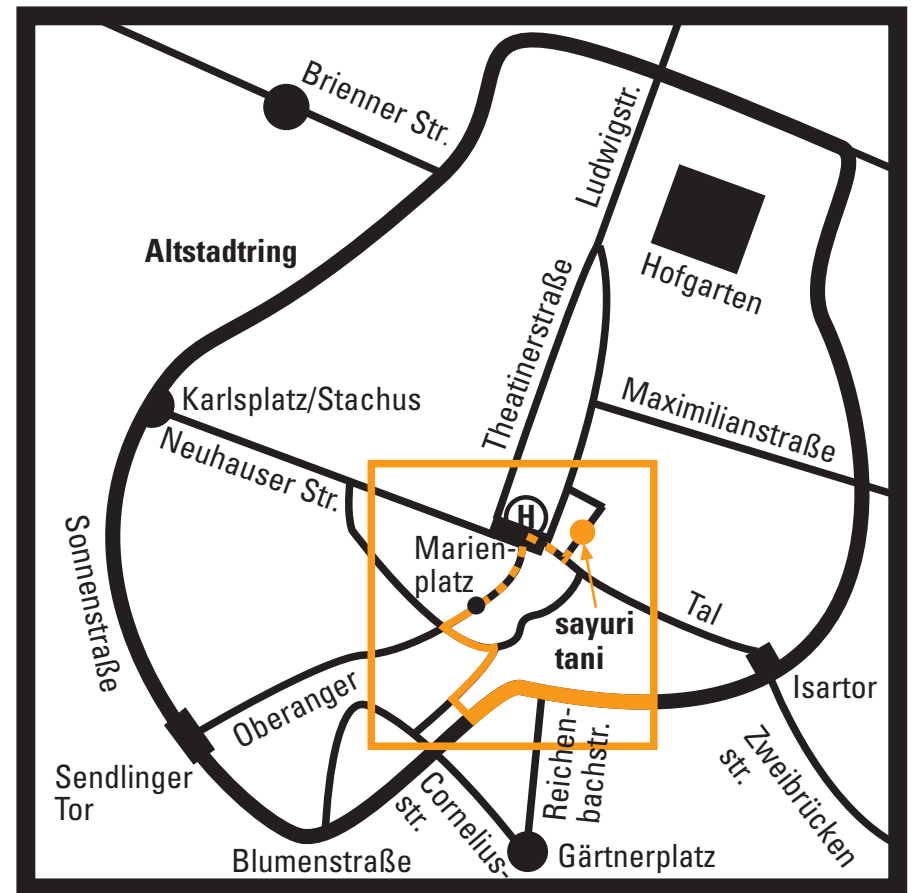 Brienner Str.
Ludwigstr.
Altstadtring
Hofgarten
Theatinerstraße
Karlsplatz/Stachus
Maximilianstraße
Neuhauser Str.
H
Marien-
platz
Sonnenstraße
Tal
sayuri
tani
Isartor
Oberanger
Reichen-
bachstr.
Zweibrücken
str.
Sendlinger
Tor
Cornelius-
str.
Blumenstraße
Gärtnerplatz